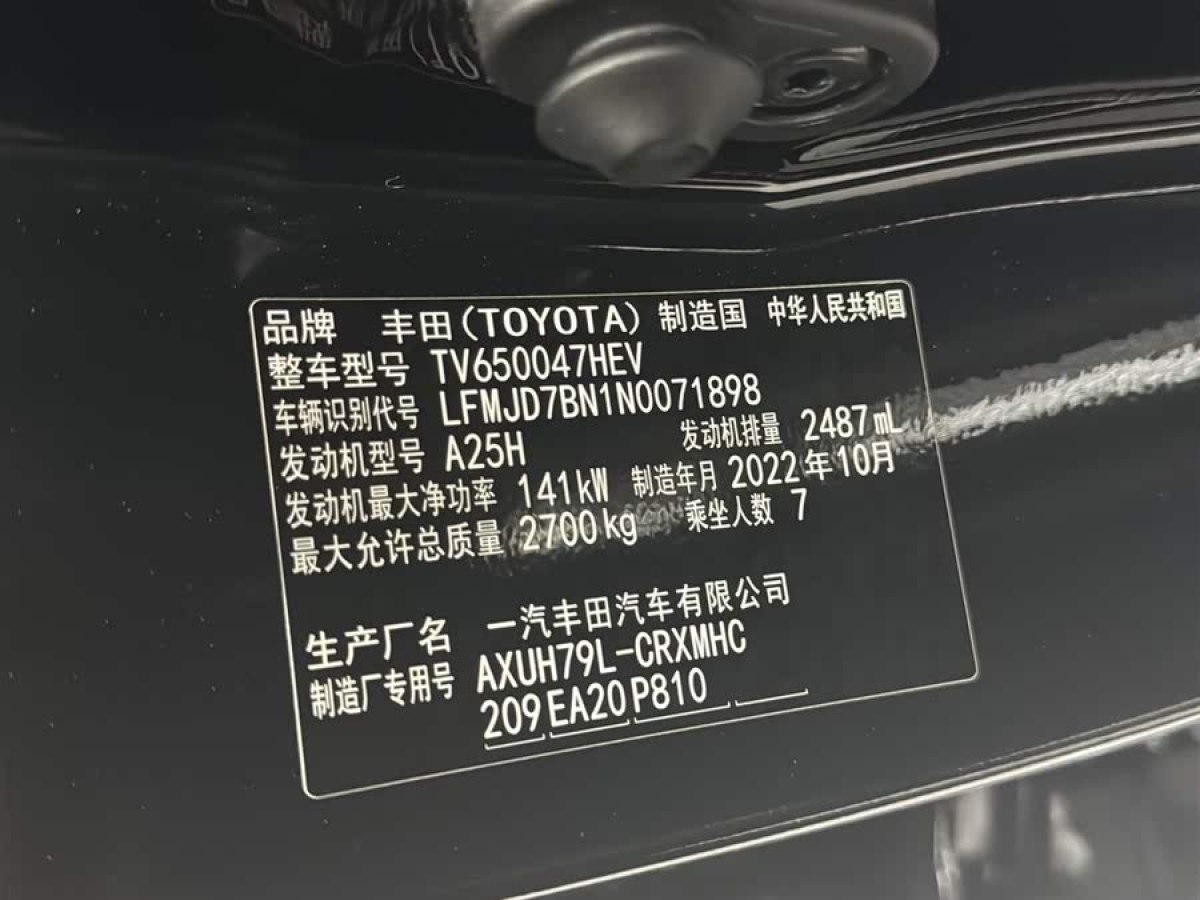 品牌 丰田(TOYOTA) 制造国 中华人民共和国
整车型号 TV650047HEV
车辆识别代号 LFMJD7BN1N0071898
发动机型号 A25H 发动机排量 2487mL
发动机最大净功率 141kW 制造年月 2022年10月
最大允许总质量 2700kg 乘坐人数 7
生产厂名 一汽丰田汽车有限公司
制造厂专用号 AXUH79L-CRXMHC
209 EA20 P810